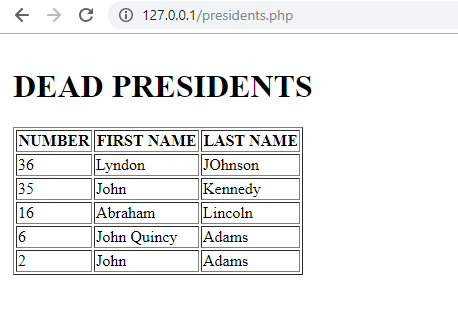 127.0.0.1/presidents.php
DEAD PRESIDENTS
NUMBER FIRST NAME LAST NAME
36 Lyndon JOhnson
35 John Kennedy
16 Abraham Lincoln
6 John Quincy Adams
2 John Adams